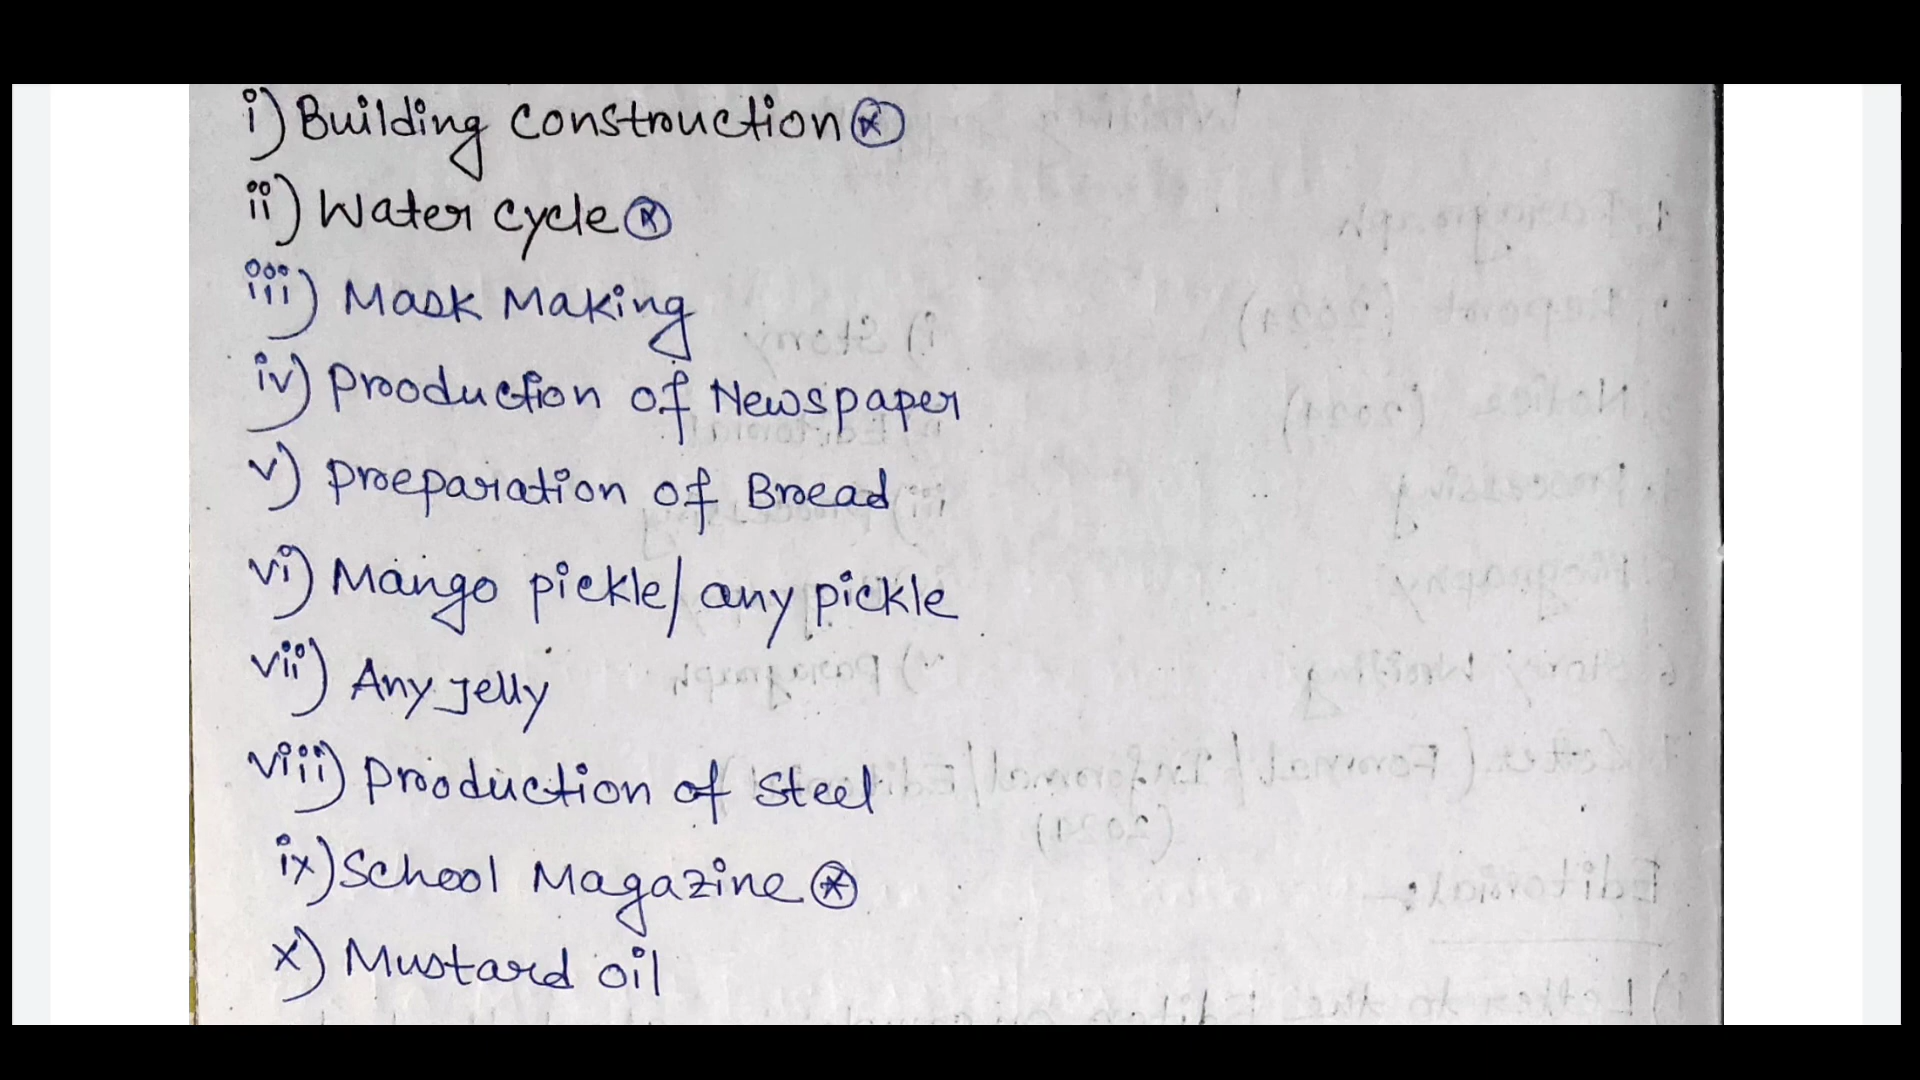 i) Building construction
ii) Water cycle
iii) Mask Making
iv) Production of Newspaper
v) Preparation of Bread
vi) Mango pickle/ any pickle
vii) Any Jelly
viii) Production of Steel
ix) School Magazine
x) Mustard oil